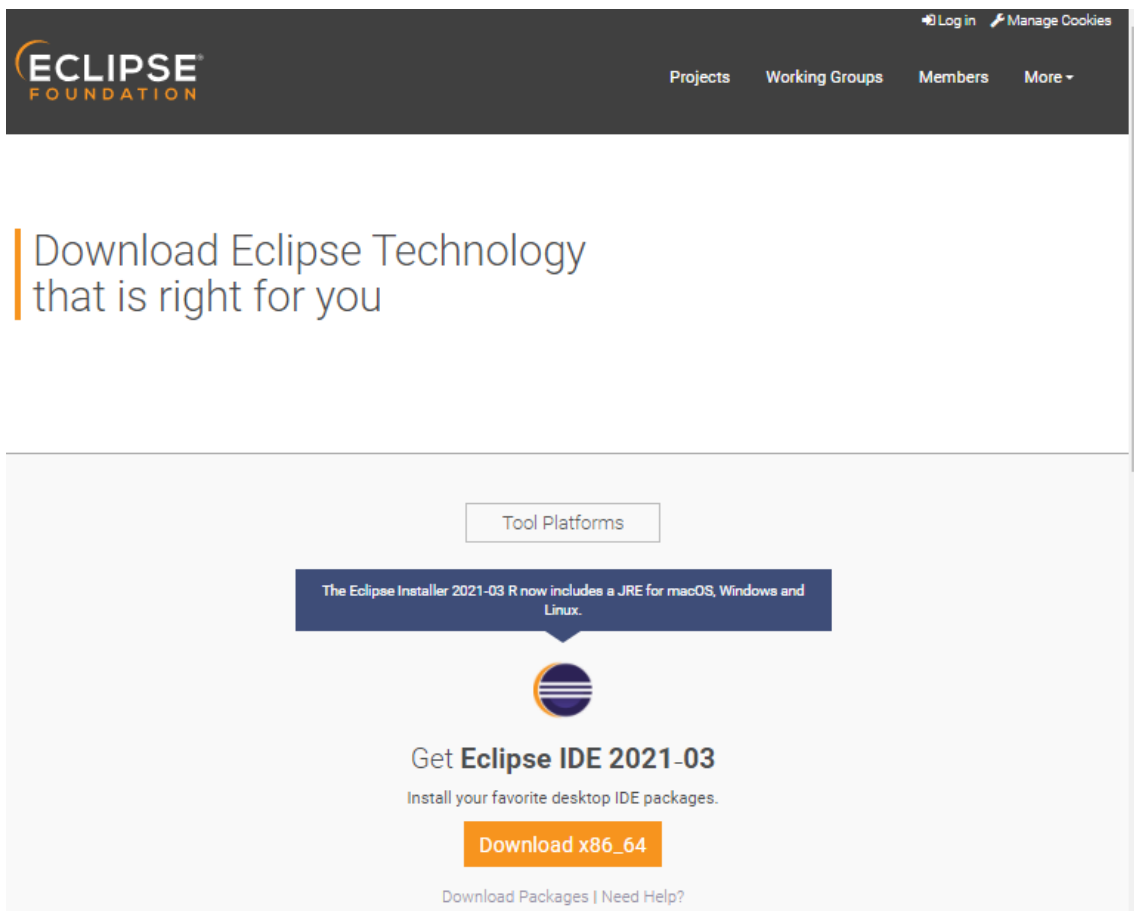 Log in Manage Cookies
ECLIPSE®
FOUNDATION
Projects Working Groups Members More
Download Eclipse Technology
that is right for you
Tool Platforms
The Eclipse Installer 2021-03 R now includes a JRE for macOS, Windows and
Linux.
Get Eclipse IDE 2021-03
Install your favorite desktop IDE packages.
Download x86_64
Download Packages | Need Help?